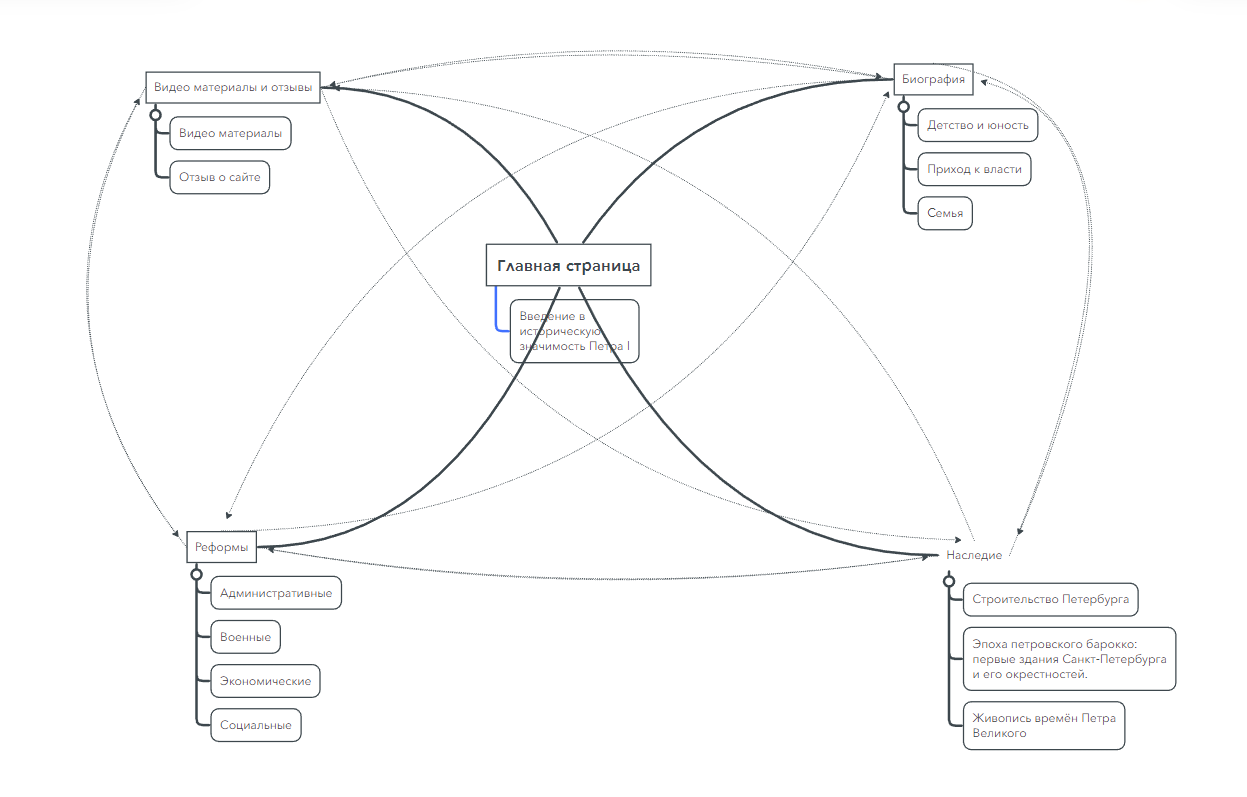 Видео материалы и отзывы
Видео материалы
Отзыв о сайте
Биография
Детство и юность
Приход к власти
Семья
Главная страница
Введение в
историческую
значимость Петра I
Реформы
Административные
Военные
Экономические
Социальные
Наследие
Строительство Петербурга
Эпоха петровского барокко:
первые здания Санкт-Петербурга
и его окрестностей.
Живопись времён Петра
Великого